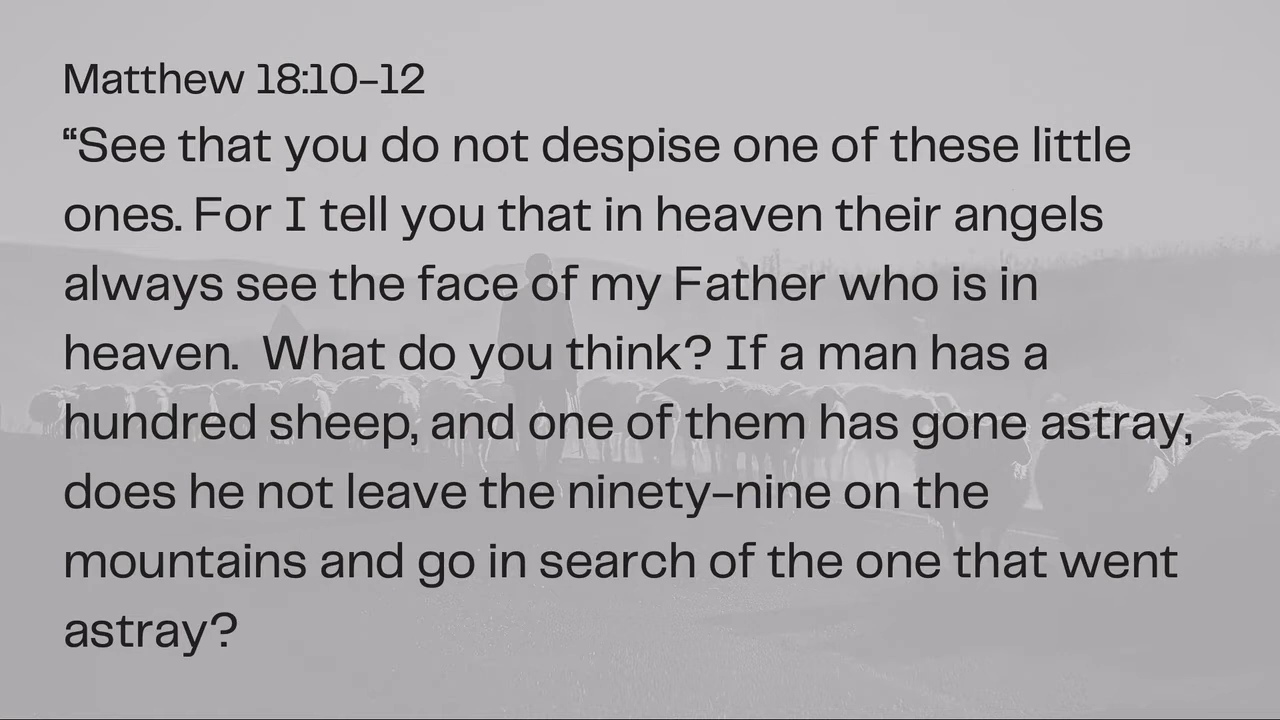 Matthew 18:10-12
“See that you do not despise one of these little
ones. For I tell you that in heaven their angels
always see the face of my Father who is in
heaven.  What do you think? If a man has a
hundred sheep, and one of them has gone astray,
does he not leave the ninety-nine on the
mountains and go in search of the one that went
astray?